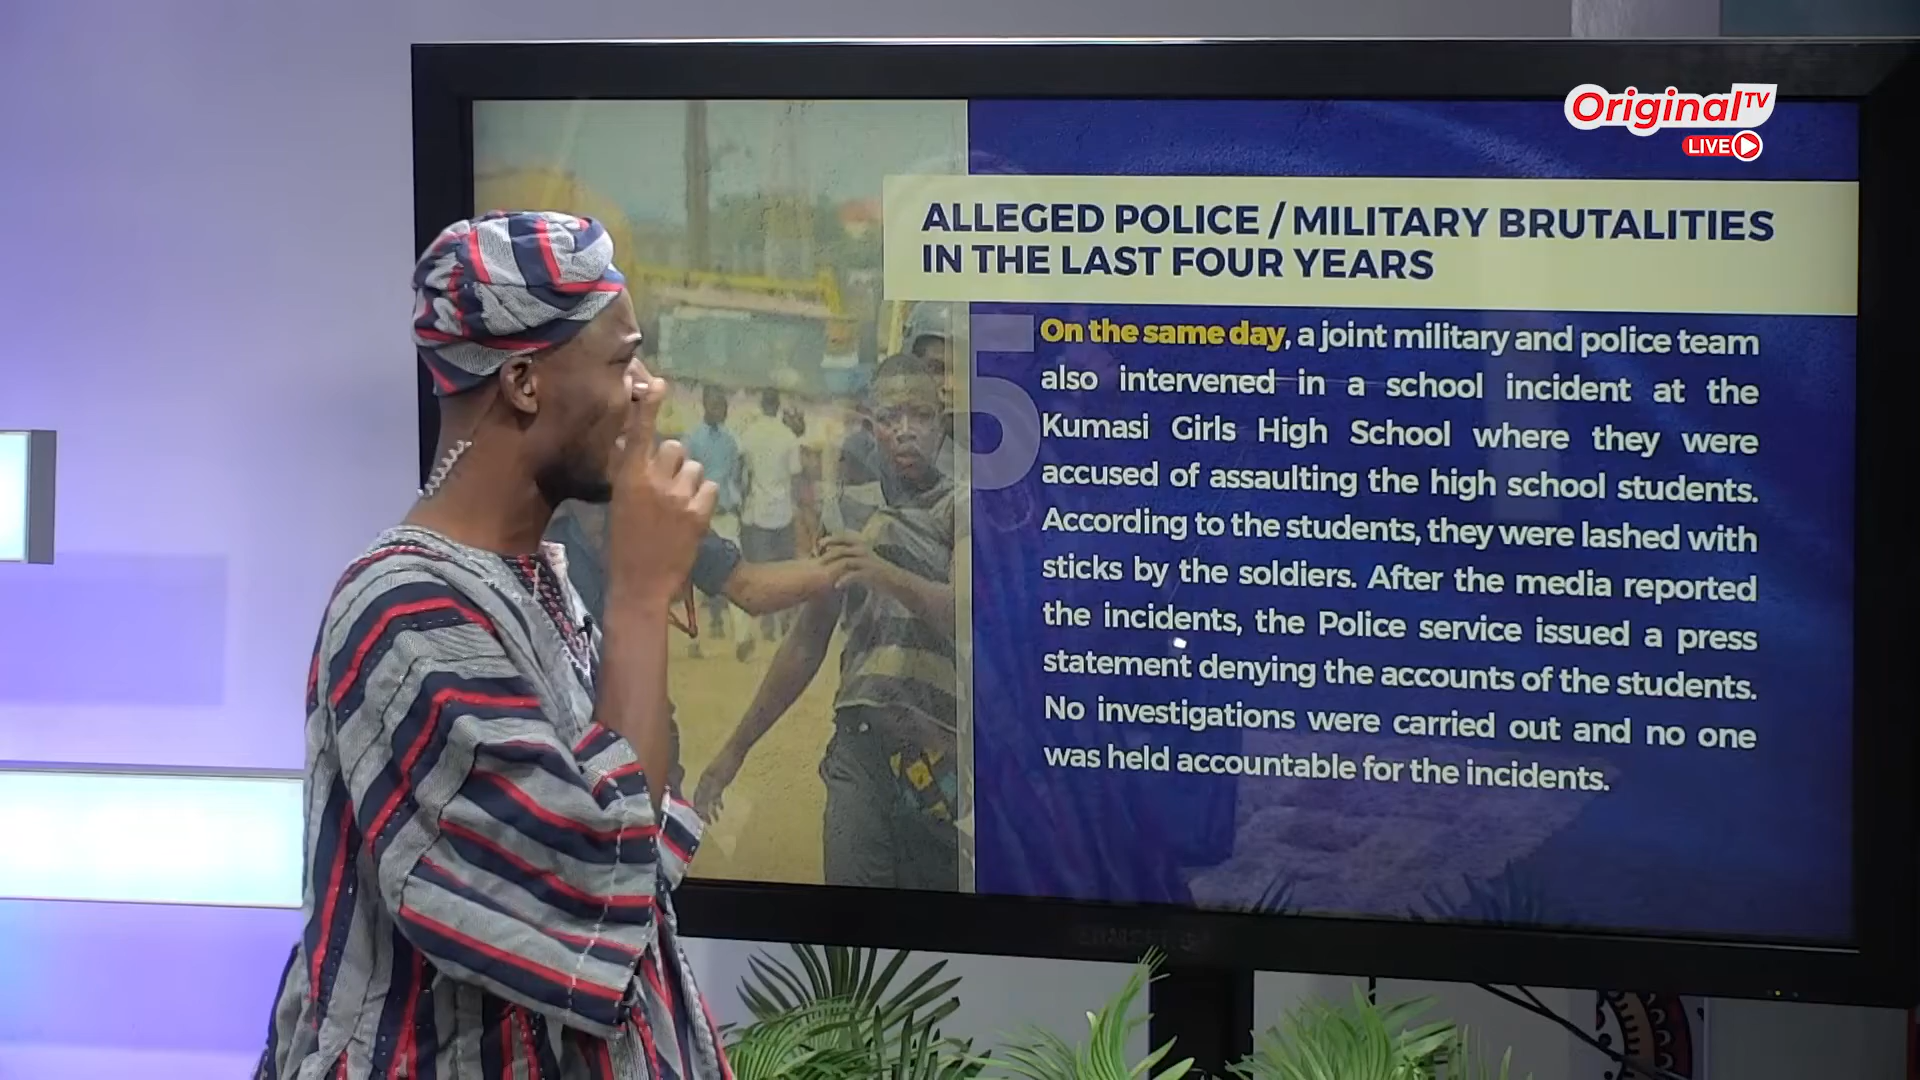 OriginalTV
LIVE
ALLEGED POLICE / MILITARY BRUTALITIES
IN THE LAST FOUR YEARS
5
On the same day, a joint military and police team
also intervened in a school incident at the
Kumasi Girls High School where they were
accused of assaulting the high school students.
According to the students, they were lashed with
sticks by the soldiers. After the media reported
the incidents, the Police service issued a press
statement denying the accounts of the students.
No investigations were carried out and no one
was held accountable for the incidents.